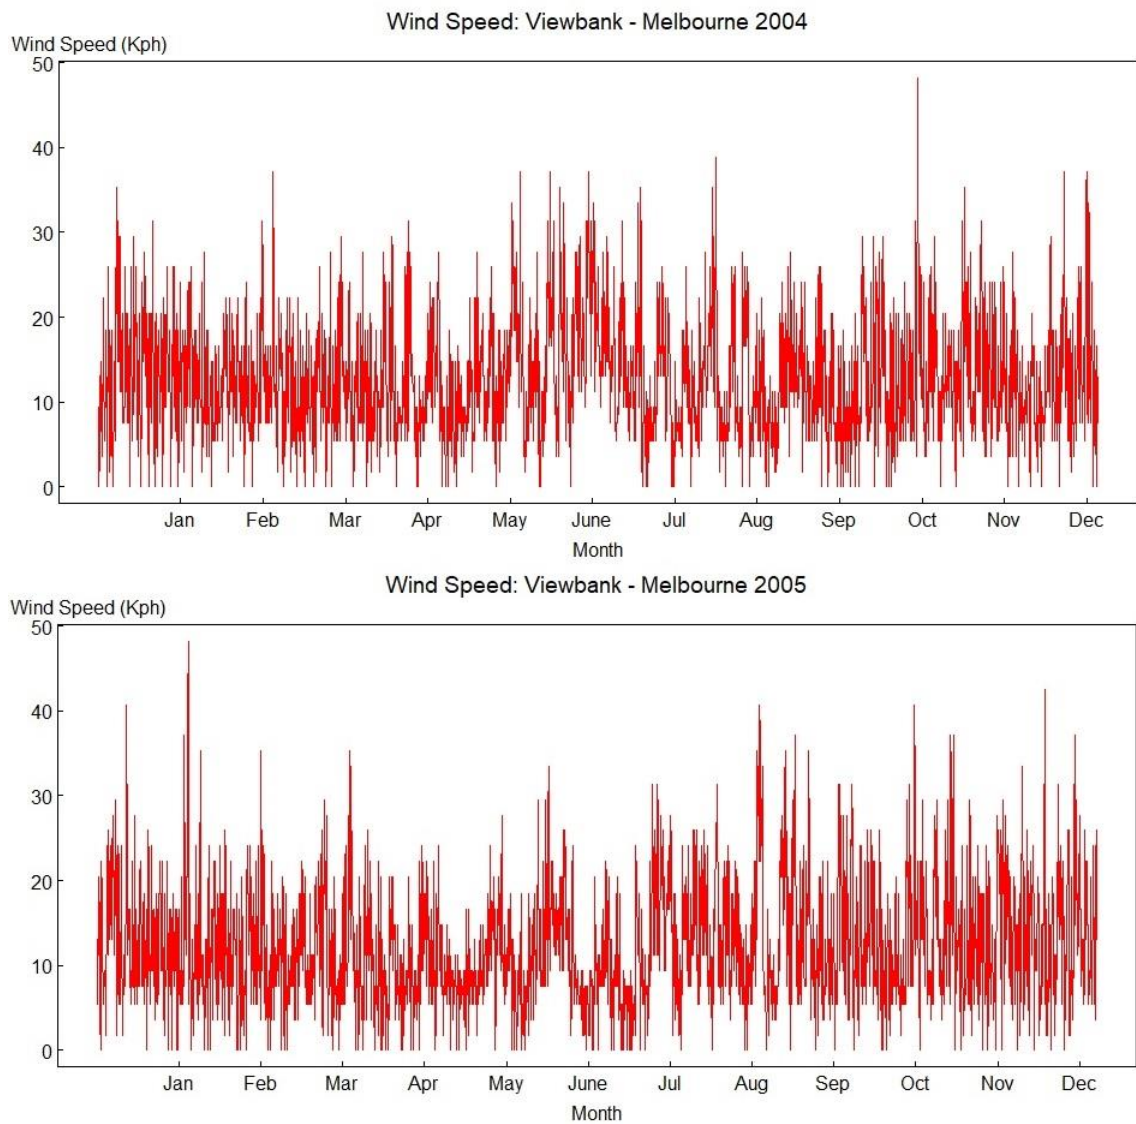 Wind Speed: Viewbank - Melbourne 2004
Wind Speed (Kph)
50
40
30
20
10
0
Jan Feb Mar Apr May June Jul Aug Sep Oct Nov Dec
Month
Wind Speed: Viewbank - Melbourne 2005
Wind Speed (Kph)
50
40
30
20
10
0
Jan Feb Mar Apr May June Jul Aug Sep Oct Nov Dec
Month